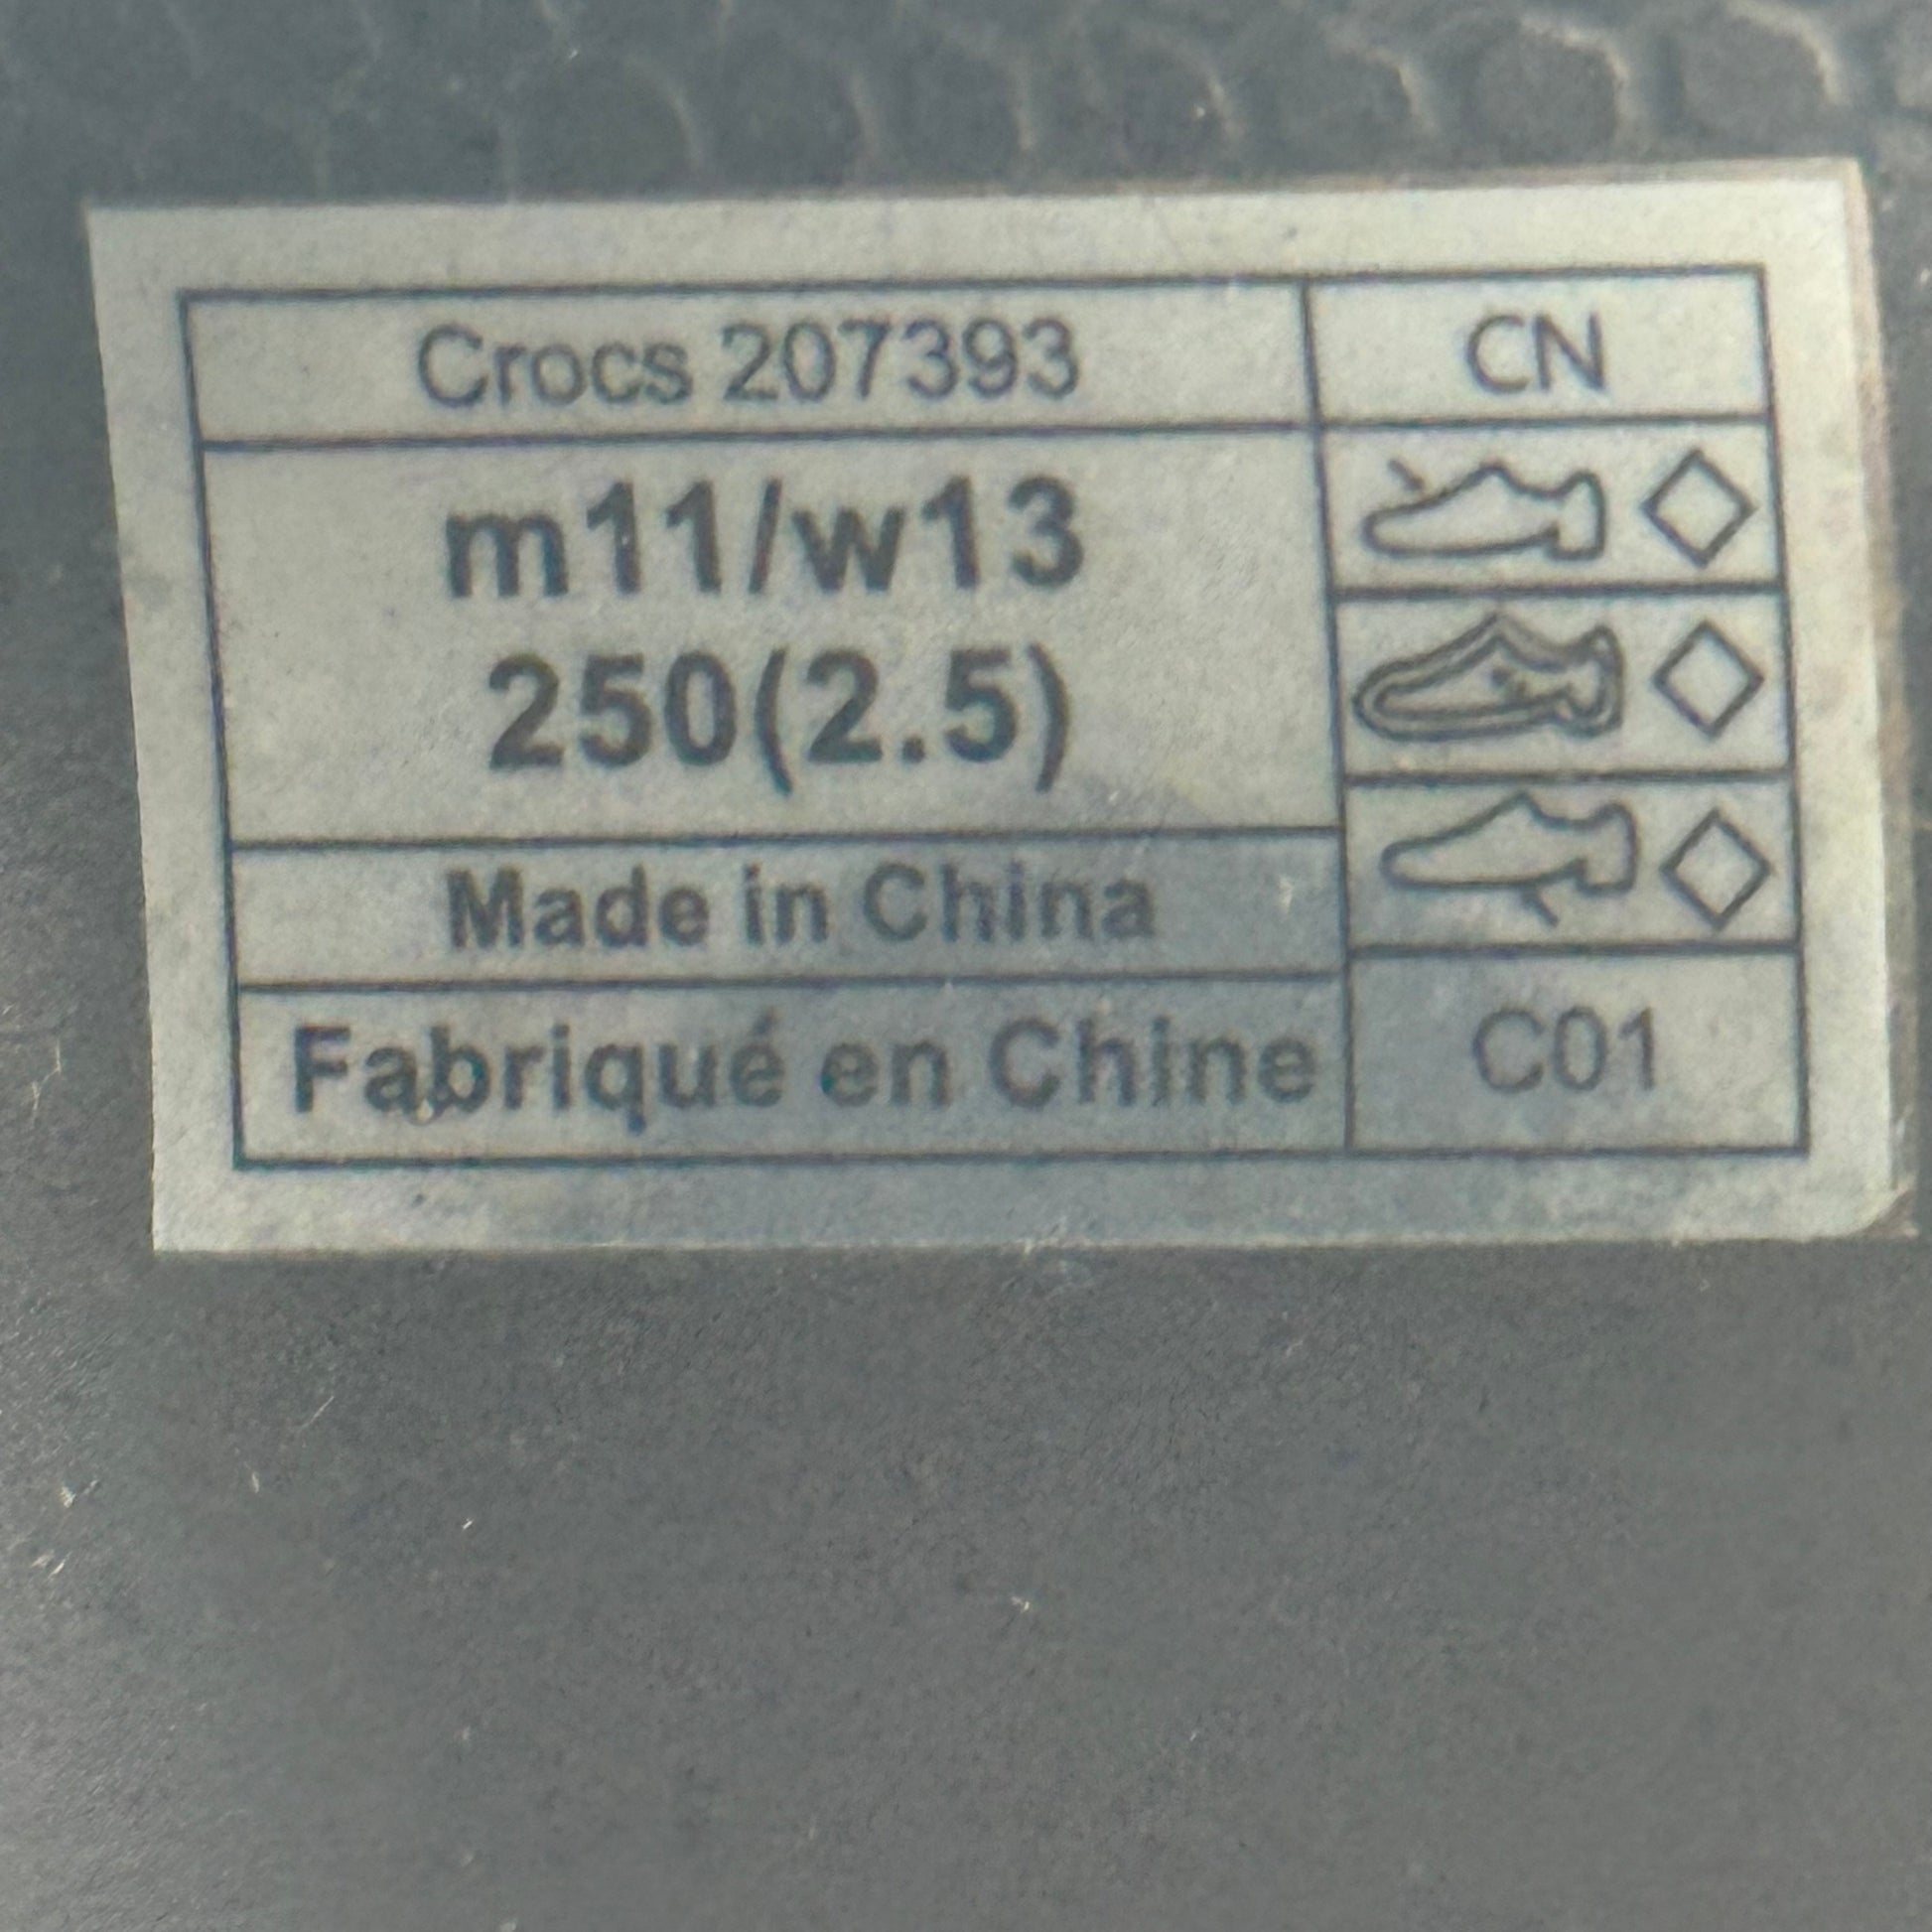 Crocs 207393
CN
m11/w13
250(2.5)
Made in China
Fabriqué en Chine
C01